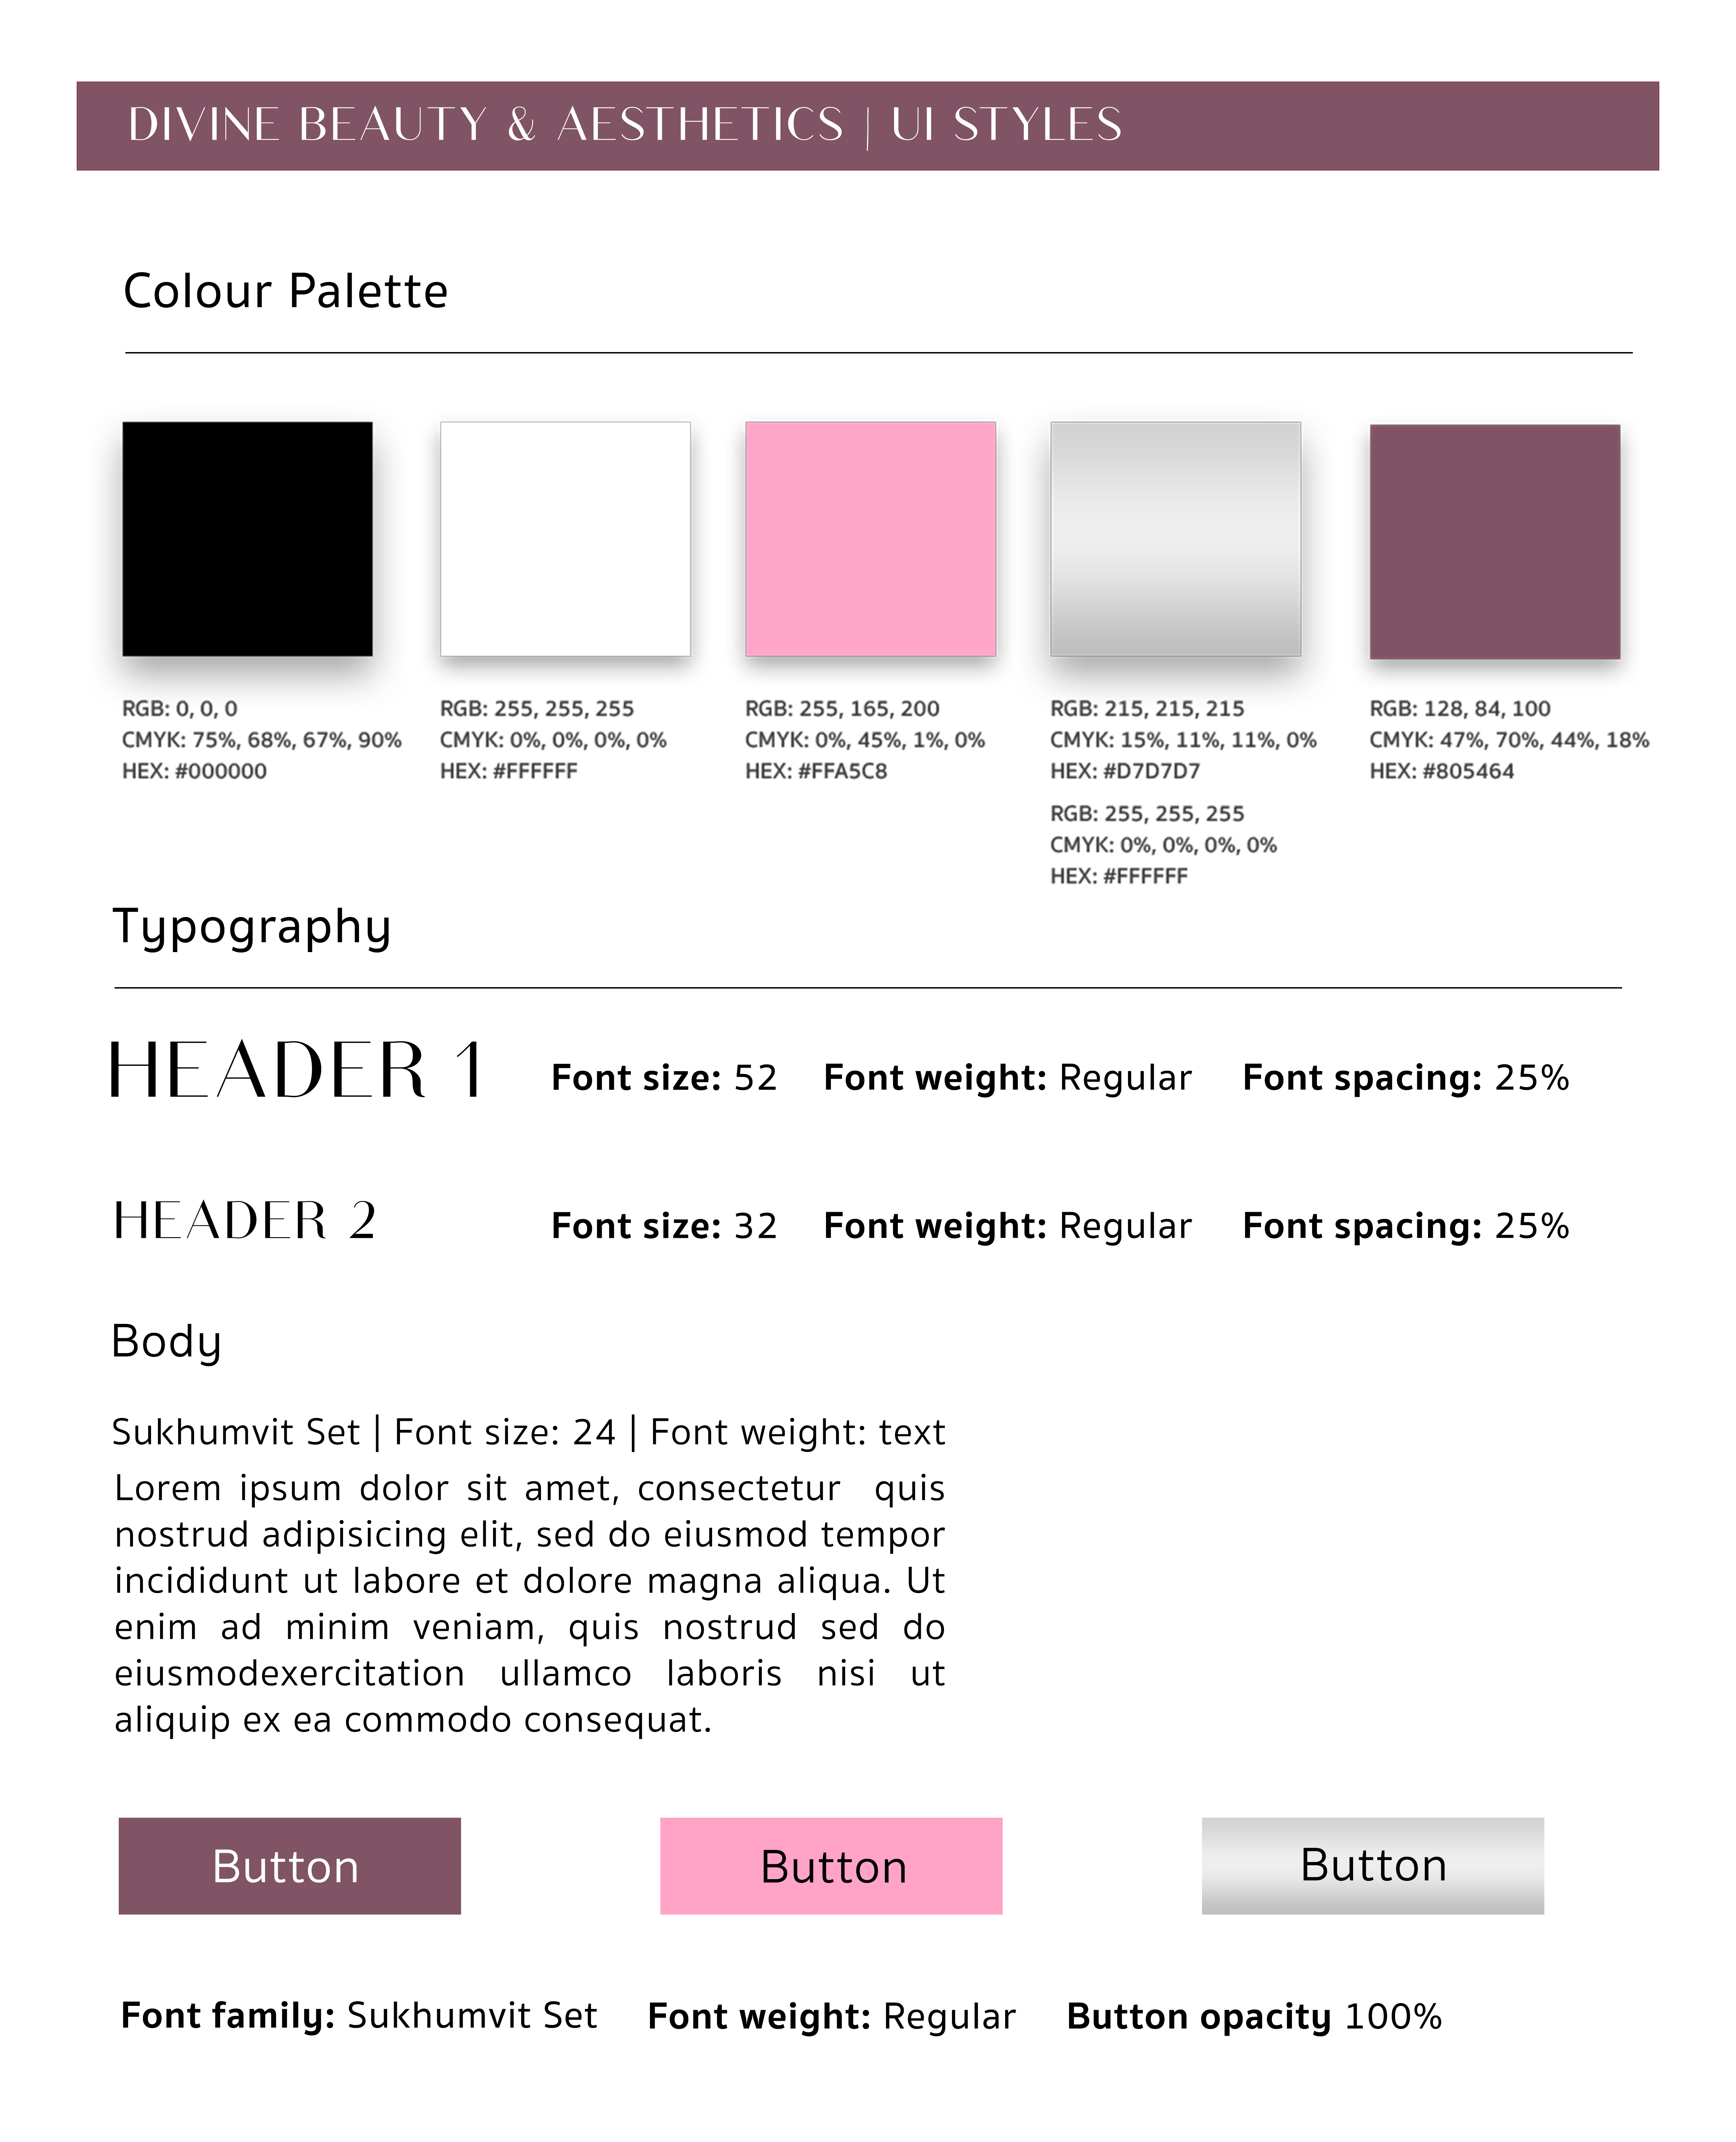 DIVINE BEAUTY & AESTHETICS | UI STYLES
Colour Palette
RGB: 0, 0, 0
CMYK: 75%, 68%, 67%, 90%
HEX: #000000
RGB: 255, 255, 255
CMYK: 0%, 0%, 0%, 0%
HEX: #FFFFFF
RGB: 255, 165, 200
CMYK: 0%, 45%, 1%, 0%
HEX: #FFA5C8
RGB: 215, 215, 215
CMYK: 15%, 11%, 11%, 0%
HEX: #D7D7D7
RGB: 255, 255, 255
CMYK: 0%, 0%, 0%, 0%
HEX: #FFFFFF
RGB: 128, 84, 100
CMYK: 47%, 70%, 44%, 18%
HEX: #805464
Typography
HEADER 1 Font size: 52 Font weight: Regular Font spacing: 25%
HEADER 2 Font size: 32 Font weight: Regular Font spacing: 25%
Body
Sukhumvit Set | Font size: 24 | Font weight: text
Lorem ipsum dolor sit amet, consectetur quis
nostrud adipisicing elit, sed do eiusmod tempor
incididunt ut labore et dolore magna aliqua. Ut
enim ad minim veniam, quis nostrud sed do
eiusmodexercitation ullamco laboris nisi ut
aliquip ex ea commodo consequat.
Button
Button
Button
Font family: Sukhumvit Set Font weight: Regular Button opacity 100%